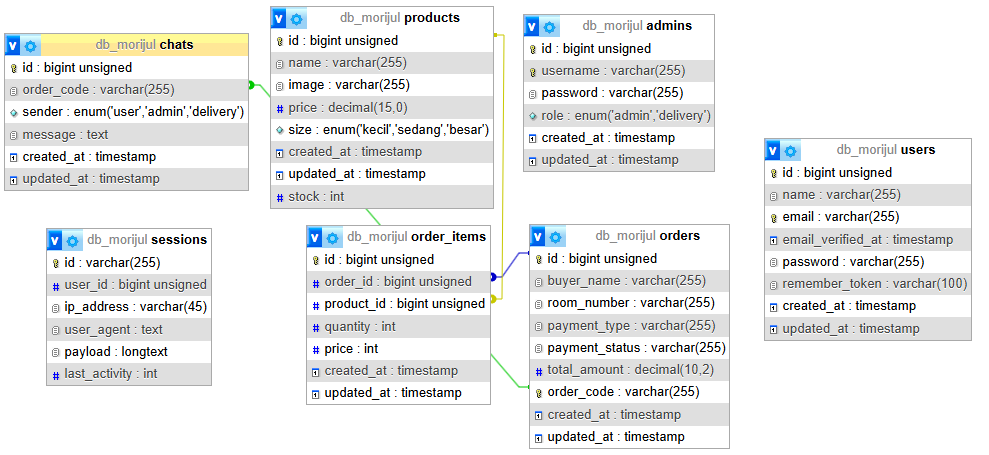 db_morijul chats
id : bigint unsigned
order_code : varchar(255)
sender : enum('user','admin','delivery')
message : text
created_at : timestamp
updated_at : timestamp
db_morijul products
id : bigint unsigned
name : varchar(255)
image : varchar(255)
price : decimal(15,0)
size : enum('kecil','sedang','besar')
created_at : timestamp
updated_at : timestamp
stock : int
db_morijul admins
id : bigint unsigned
username : varchar(255)
password : varchar(255)
role : enum('admin','delivery')
created_at : timestamp
updated_at : timestamp
db_morijul users
id : bigint unsigned
name : varchar(255)
email : varchar(255)
email_verified_at : timestamp
password : varchar(255)
remember_token : varchar(100)
created_at : timestamp
updated_at : timestamp
db_morijul sessions
id : varchar(255)
user_id : bigint unsigned
ip_address : varchar(45)
user_agent : text
payload : longtext
last_activity : int
db_morijul order_items
id : bigint unsigned
order_id : bigint unsigned
product_id : bigint unsigned
quantity : int
price : int
created_at : timestamp
updated_at : timestamp
db_morijul orders
id : bigint unsigned
buyer_name : varchar(255)
room_number : varchar(255)
payment_type : varchar(255)
payment_status : varchar(255)
total_amount : decimal(10,2)
order_code : varchar(255)
created_at : timestamp
updated_at : timestamp